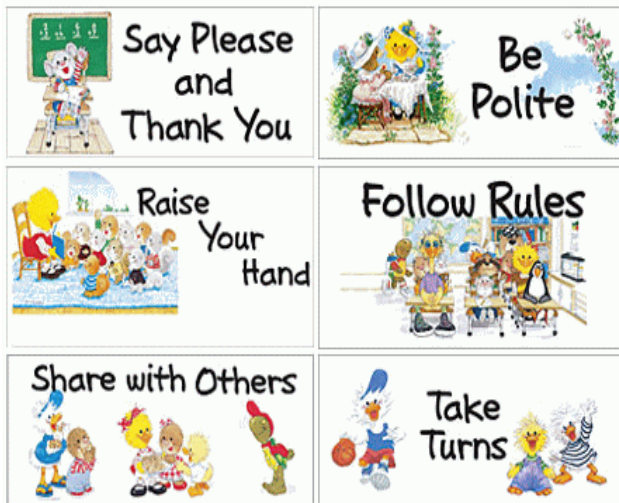 Say Please
and
Thank You
Be
Polite
Raise
Your
Hand
Follow Rules
Share with Others
Take
Turns